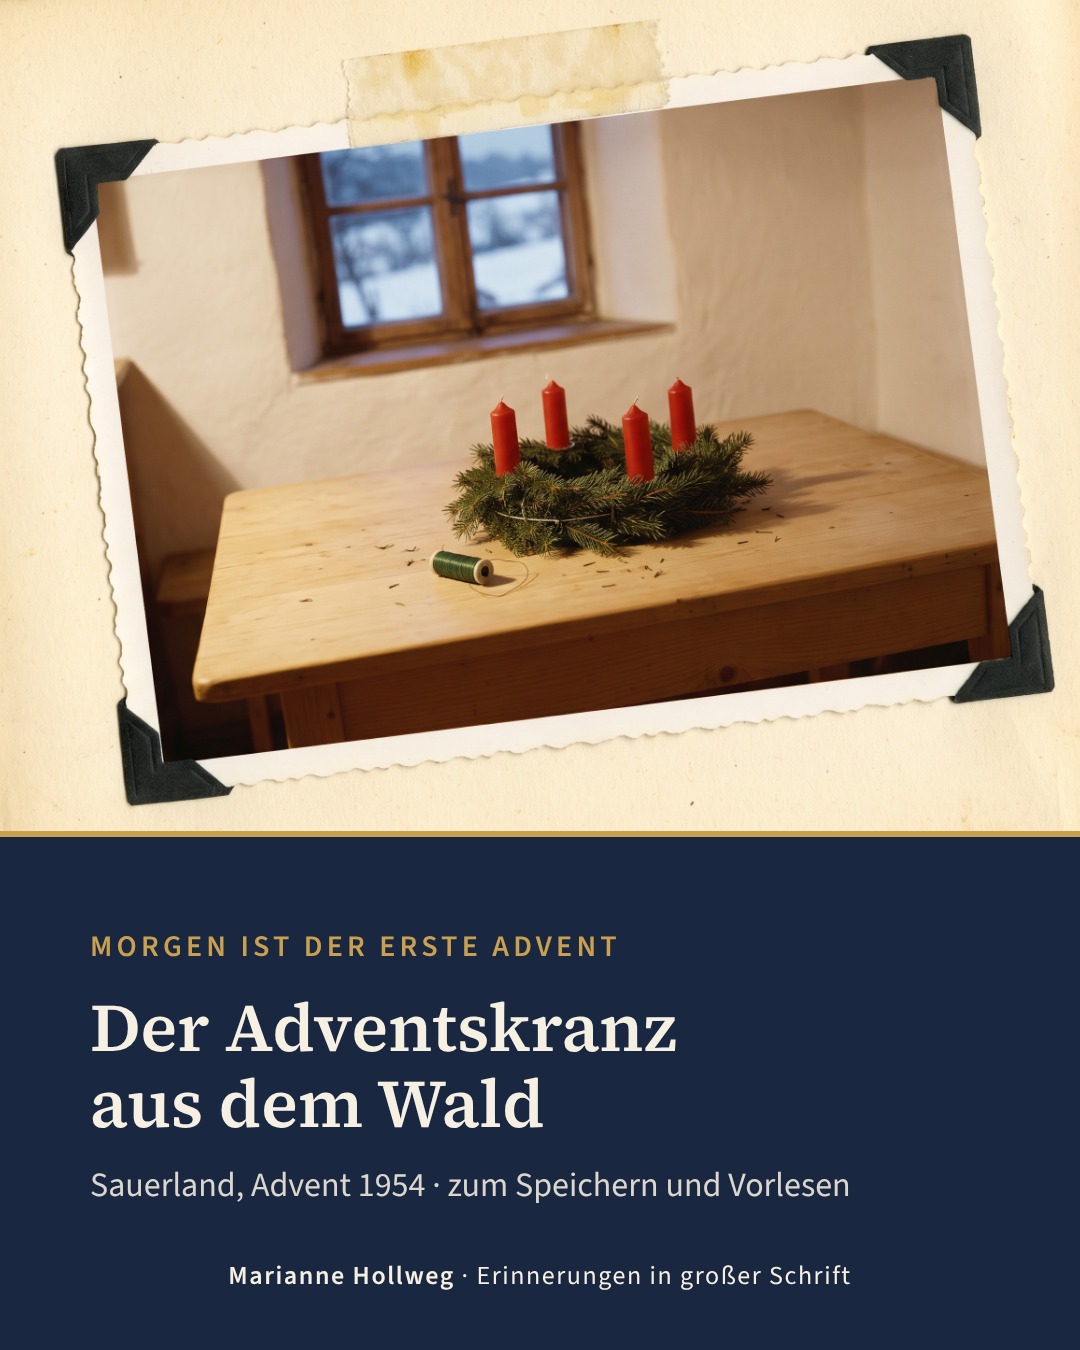 MORGEN IST DER ERSTE ADVENT
Der Adventskranz
aus dem Wald
Sauerland, Advent 1954 · zum Speichern und Vorlesen
Marianne Hollweg · Erinnerungen in großer Schrift